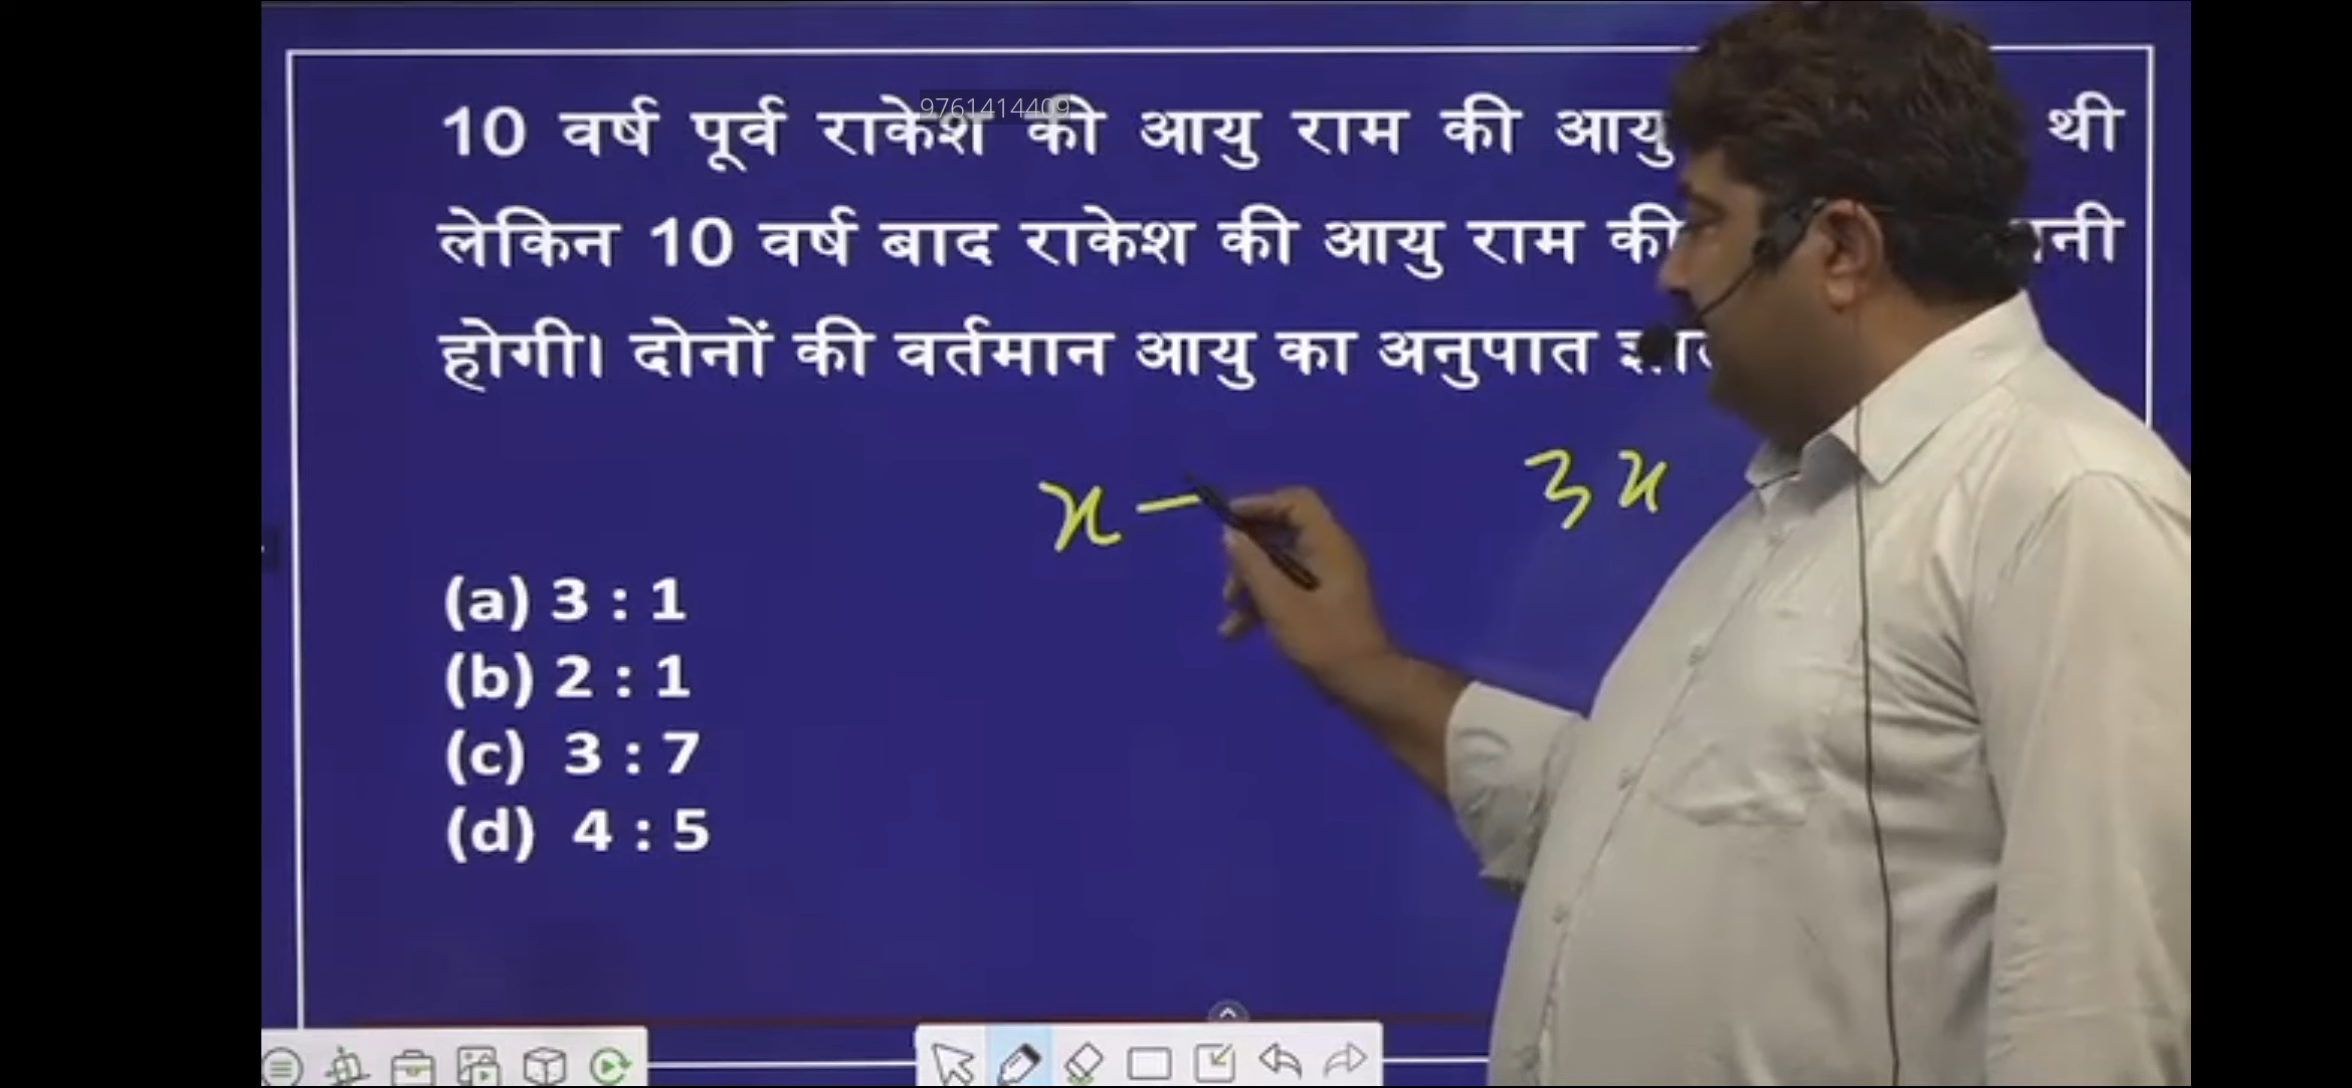 9761414409
10 वर्ष पूर्व राकेश की आयु राम की आयु थी
लेकिन 10 वर्ष बाद राकेश की आयु राम की
होगी। दोनों की वर्तमान आयु का अनुपात
x − 3x
(a) 3 : 1
(b) 2 : 1
(c) 3 : 7
(d) 4 : 5